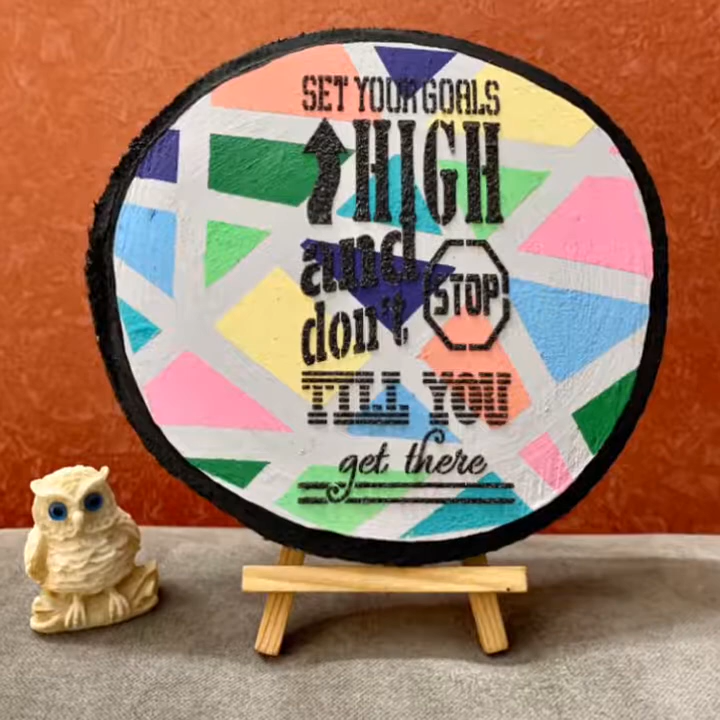 SET YOUR GOALS
HIGH
and
don't STOP
TILL YOU
get there